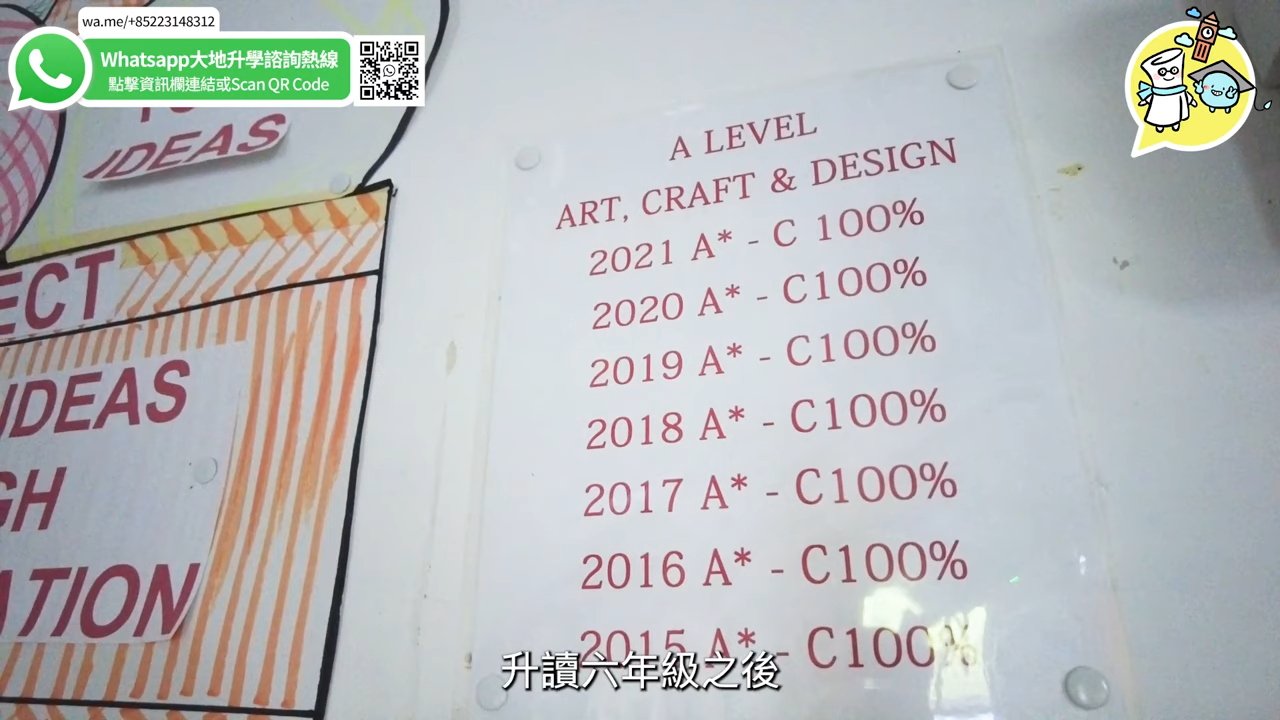 wa.me/+85223148312
Whatsapp大地升學諮詢熱線
點擊資訊欄連結或Scan QR Code
IDEAS
ECT
IDEAS
GH
ATION
A LEVEL
ART, CRAFT & DESIGN
2021 A* - C 100%
2020 A* - C100%
2019 A* - C100%
2018 A* - C100%
2017 A* - C100%
2016 A* - C100%
2015 A* - C100%
升讀六年級之後